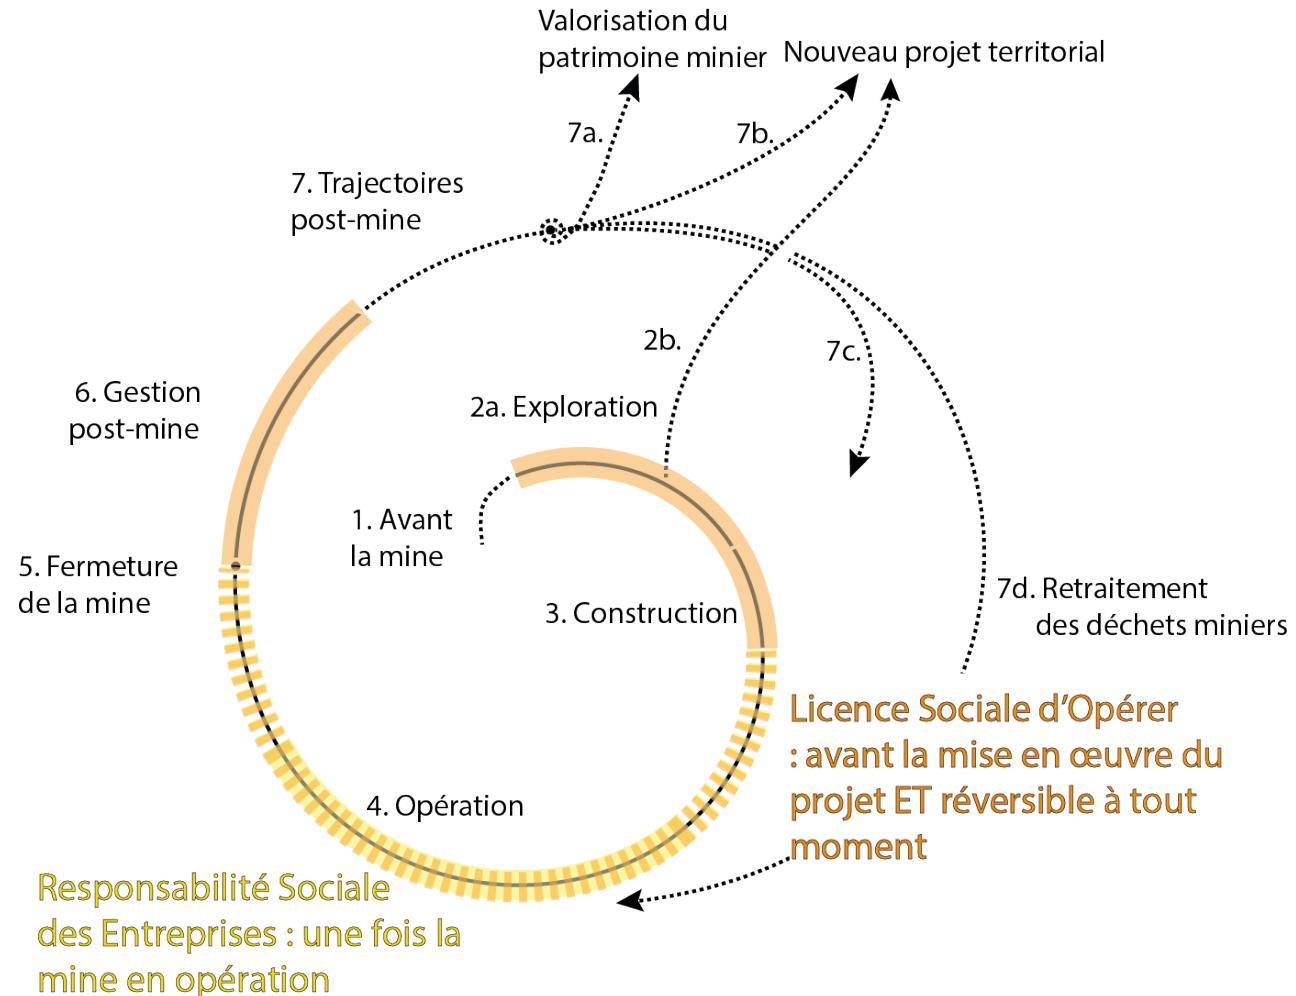 Valorisation du
patrimoine minier
Nouveau projet territorial
7a.
7b.
7. Trajectoires
post-mine
2b.
7c.
6. Gestion
post-mine
2a. Exploration
1. Avant
la mine
5. Fermeture
de la mine
3. Construction
7d. Retraitement
des déchets miniers
Licence Sociale d’Opérer
: avant la mise en œuvre du
projet ET réversible à tout
moment
4. Opération
Responsabilité Sociale
des Entreprises : une fois la
mine en opération